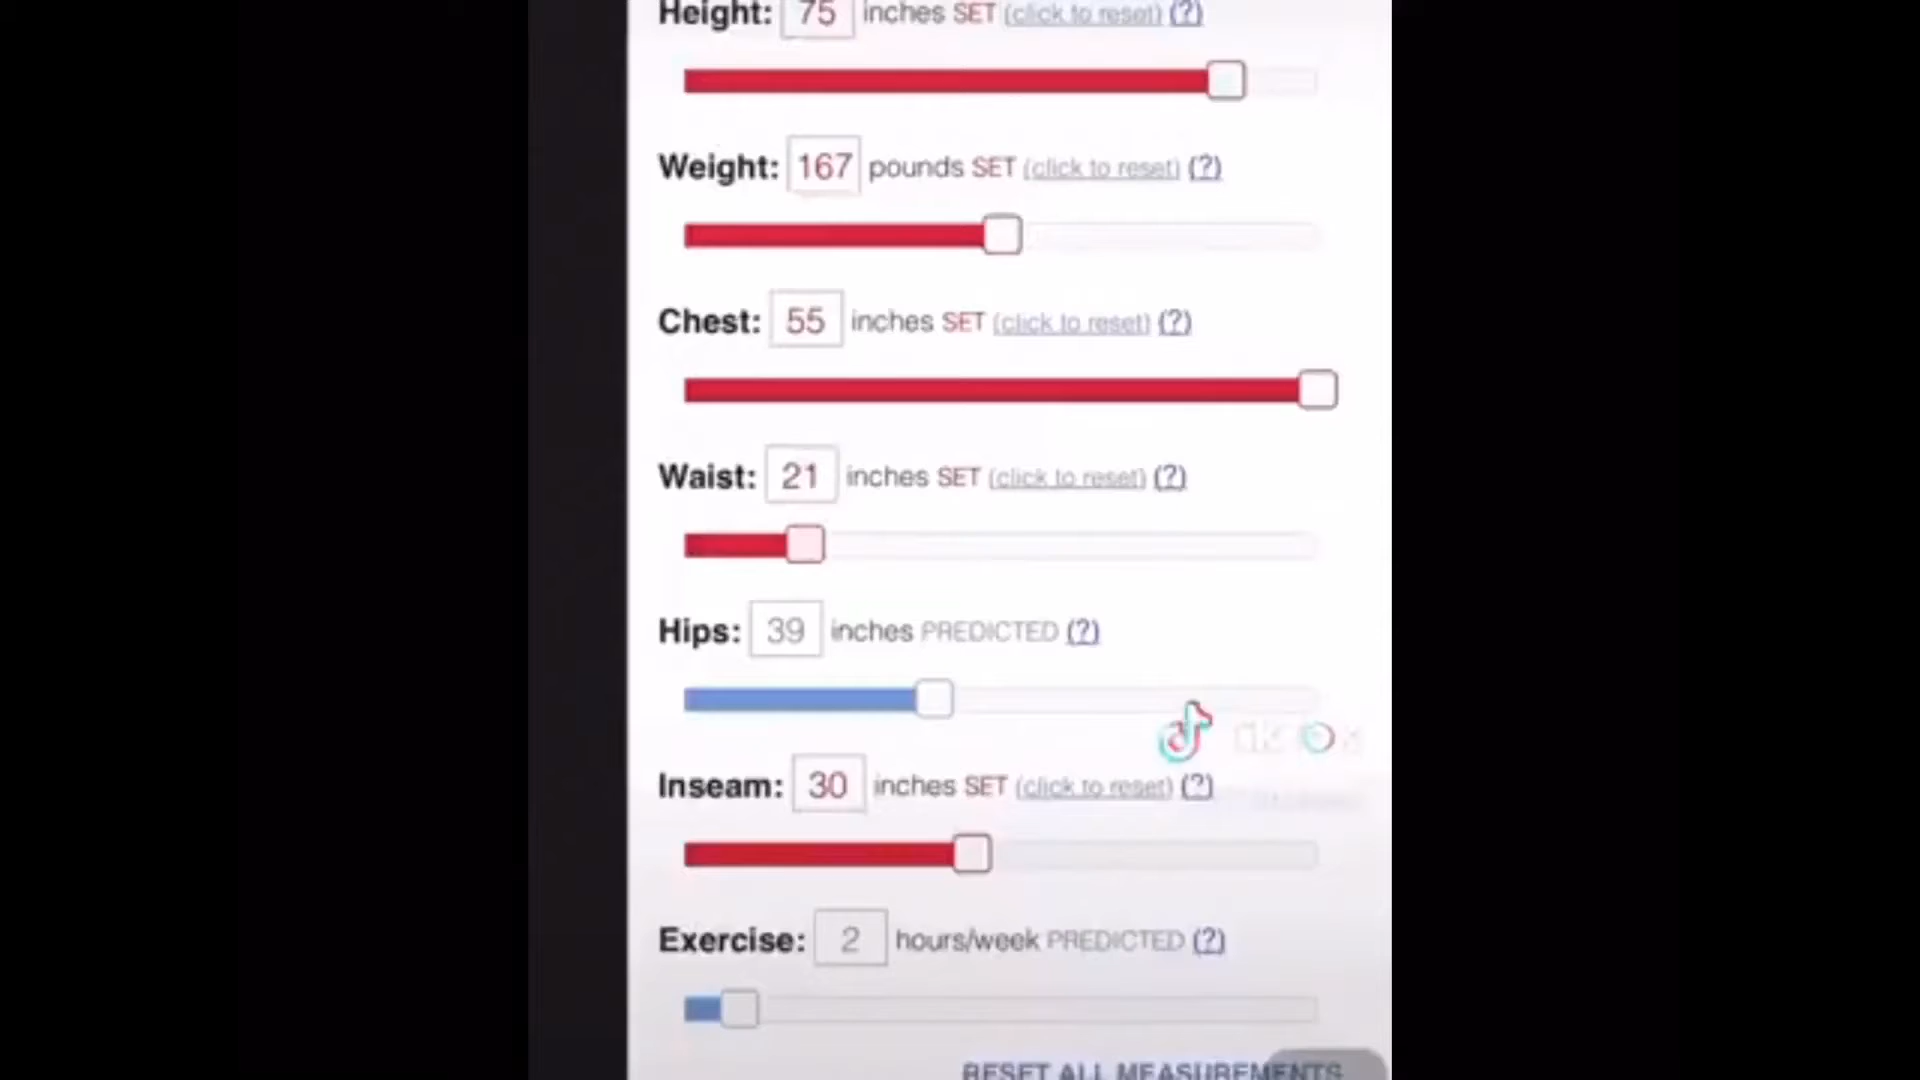 Height: 75 inches SET (click to reset) (?)
Weight: 167 pounds SET (click to reset) (?)
Chest: 55 inches SET (click to reset) (?)
Waist: 21 inches SET (click to reset) (?)
Hips: 39 inches PREDICTED (?)
Inseam: 30 inches SET (click to reset) (?)
Exercise: 2 hours/week PREDICTED (?)
RESET ALL MEASUREMENTS